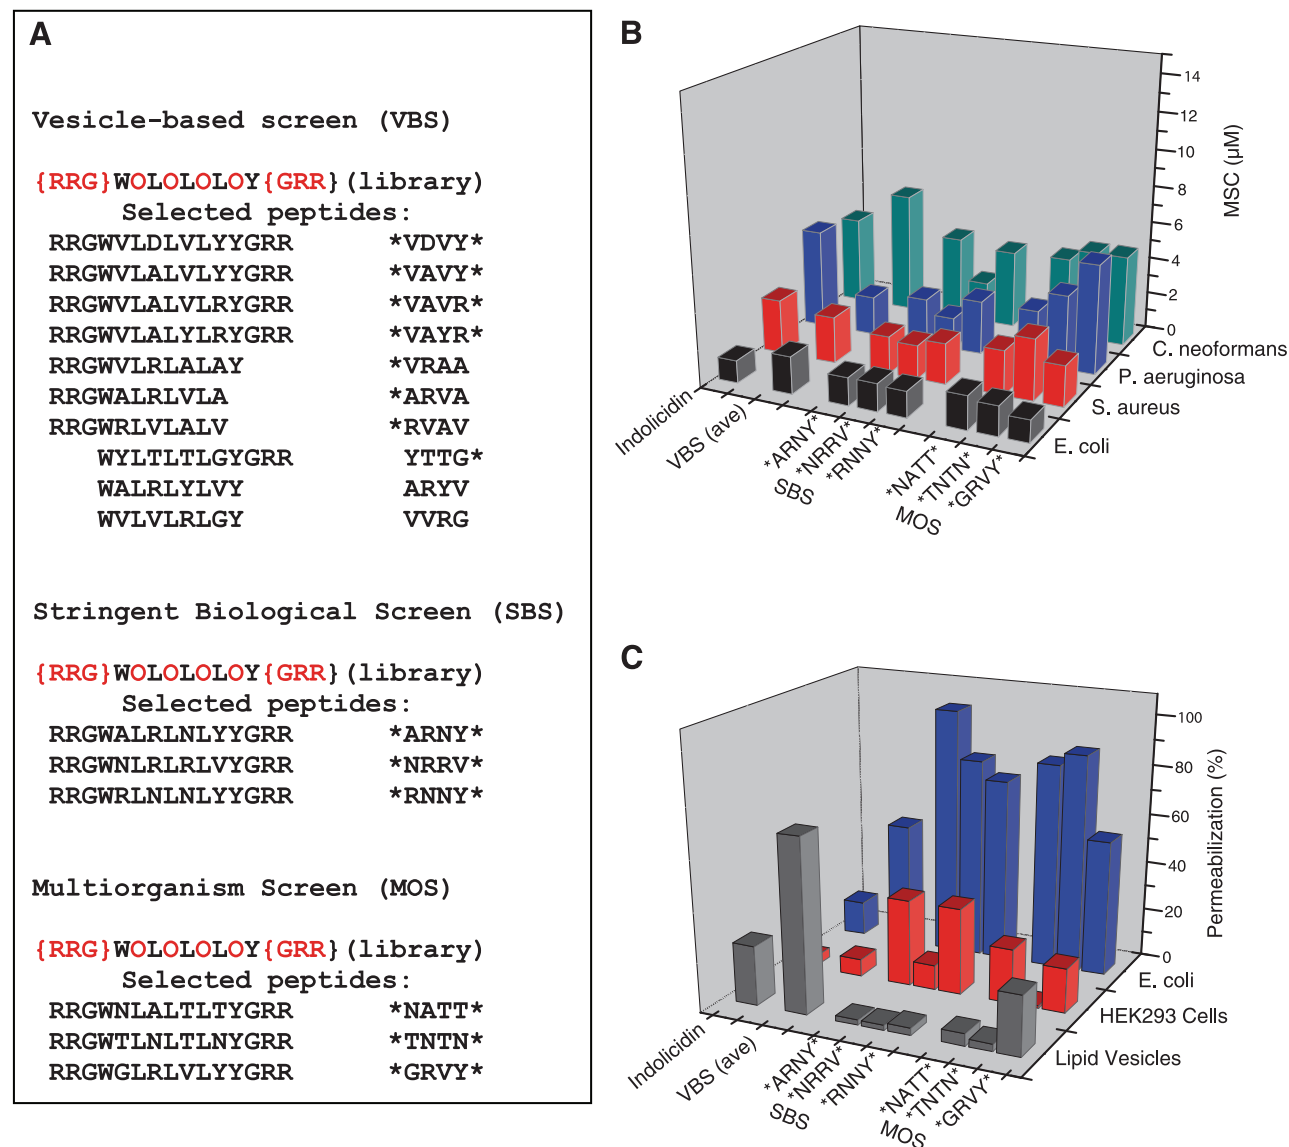 A
Vesicle-based screen (VBS)
{RRG}WOLOLOLOY{GRR}(library)
Selected peptides:
RRGWVLDLVLYYGRR *VDVY*
RRGWVLALVLYYGRR *VAVY*
RRGWVLALVLRYGRR *VAVR*
RRGWVLALYLRYGRR *VAYR*
RRGWVLRLALAY *VRAA
RRGWALRLVLA *ARVA
RRGWRLVLALV *RVAV
WYLTLTLGYGRR YTTG*
WALRLYLVY ARYV
WVLVLRLGY VVRG
Stringent Biological Screen (SBS)
{RRG}WOLOLOLOY{GRR}(library)
Selected peptides:
RRGWALRLNLYYGRR *ARNY*
RRGWNLRLRLVYGRR *NRRV*
RRGWRLNLNLYYGRR *RNNY*
Multiorganism Screen (MOS)
{RRG}WOLOLOLOY{GRR}(library)
Selected peptides:
RRGWNLALTLTYGRR *NATT*
RRGWTLNLTLNYGRR *TNTN*
RRGWGLRLVLYYGRR *GRVY*
B
14
12
10
8
6
4
2
0
MSC (µM)
C. neoformans
P. aeruginosa
S. aureus
E. coli
Indolicidin
VBS (ave)
*ARNY*
*NRRV*
*RNNY*
SBS
*NATT*
*TNTN*
*GRVY*
MOS
C
100
80
60
40
20
0
Permeabilization (%)
E. coli
HEK293 Cells
Lipid Vesicles
Indolicidin
VBS (ave)
*ARNY*
*NRRV*
*RNNY*
SBS
*NATT*
*TNTN*
*GRVY*
MOS